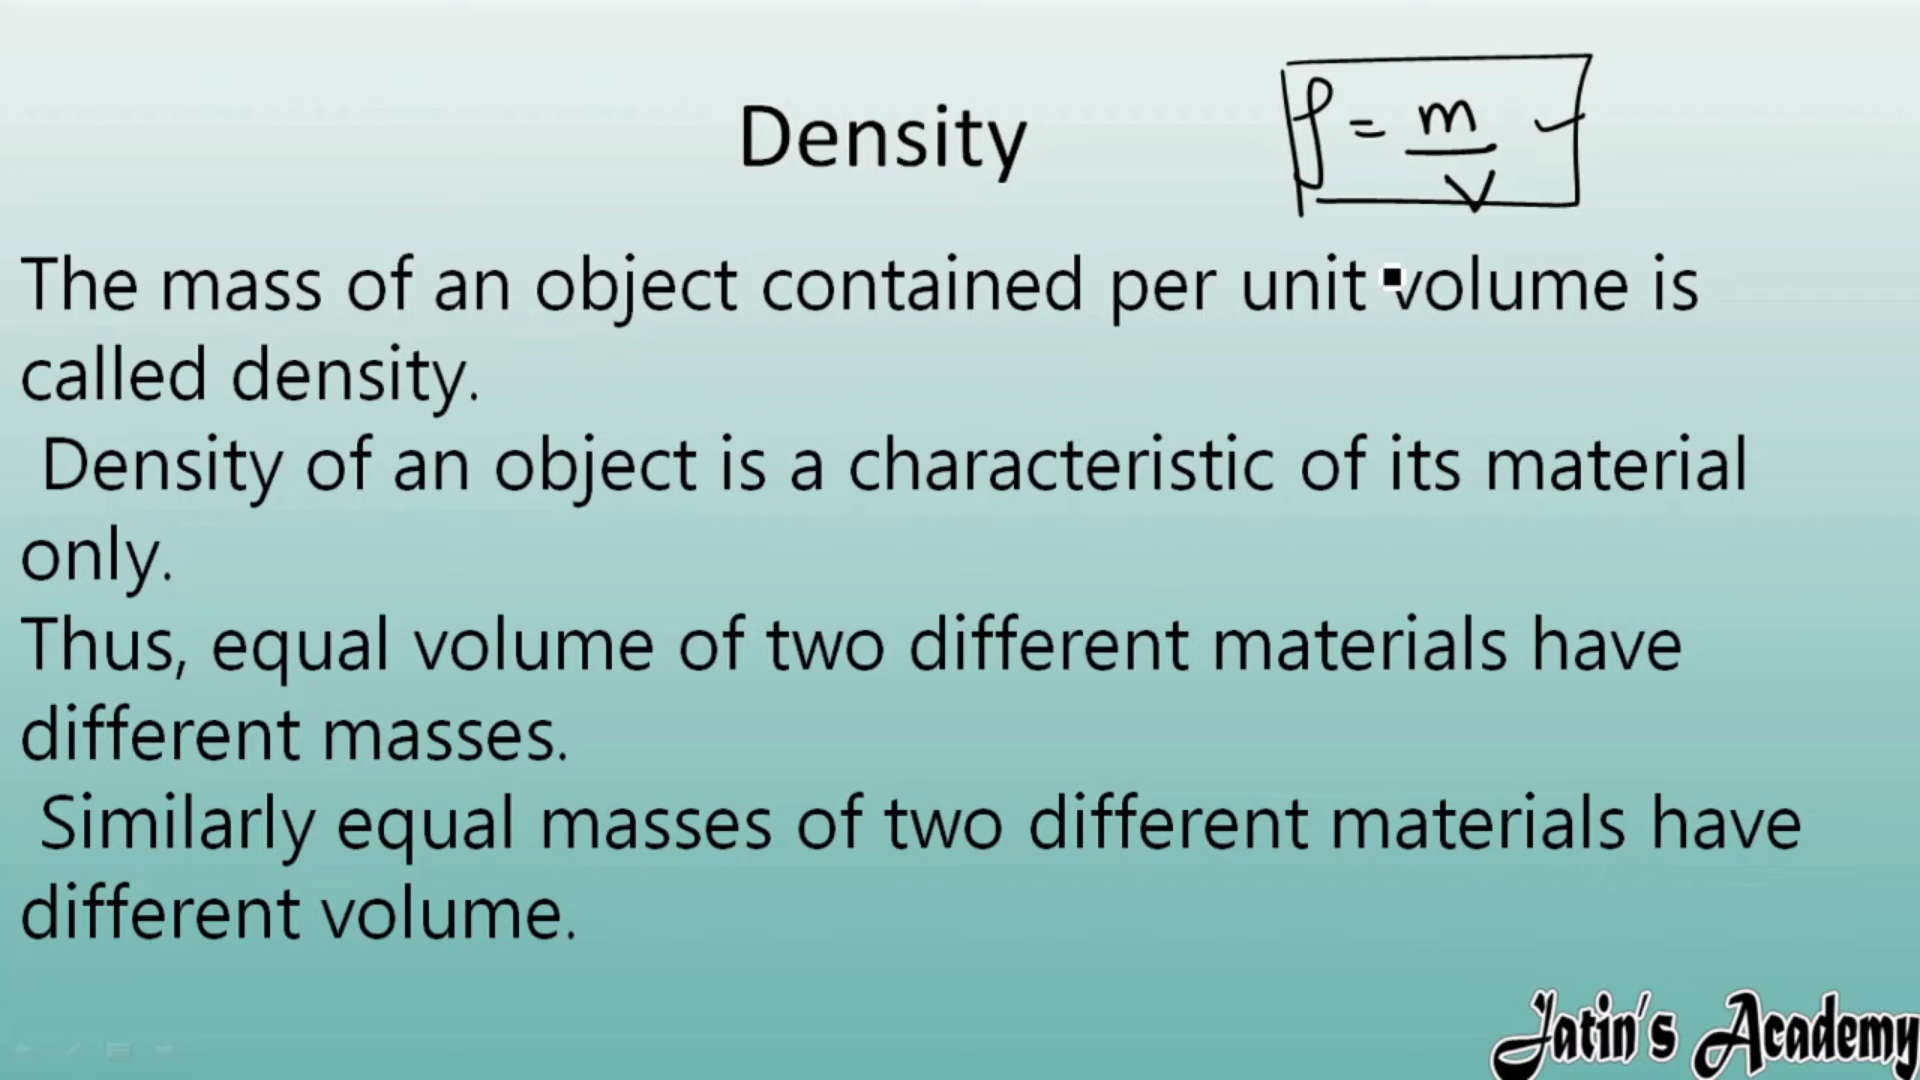 Density
ρ = m/V
The mass of an object contained per unit volume is
called density.
Density of an object is a characteristic of its material
only.
Thus, equal volume of two different materials have
different masses.
Similarly equal masses of two different materials have
different volume.
Jatin's Academy